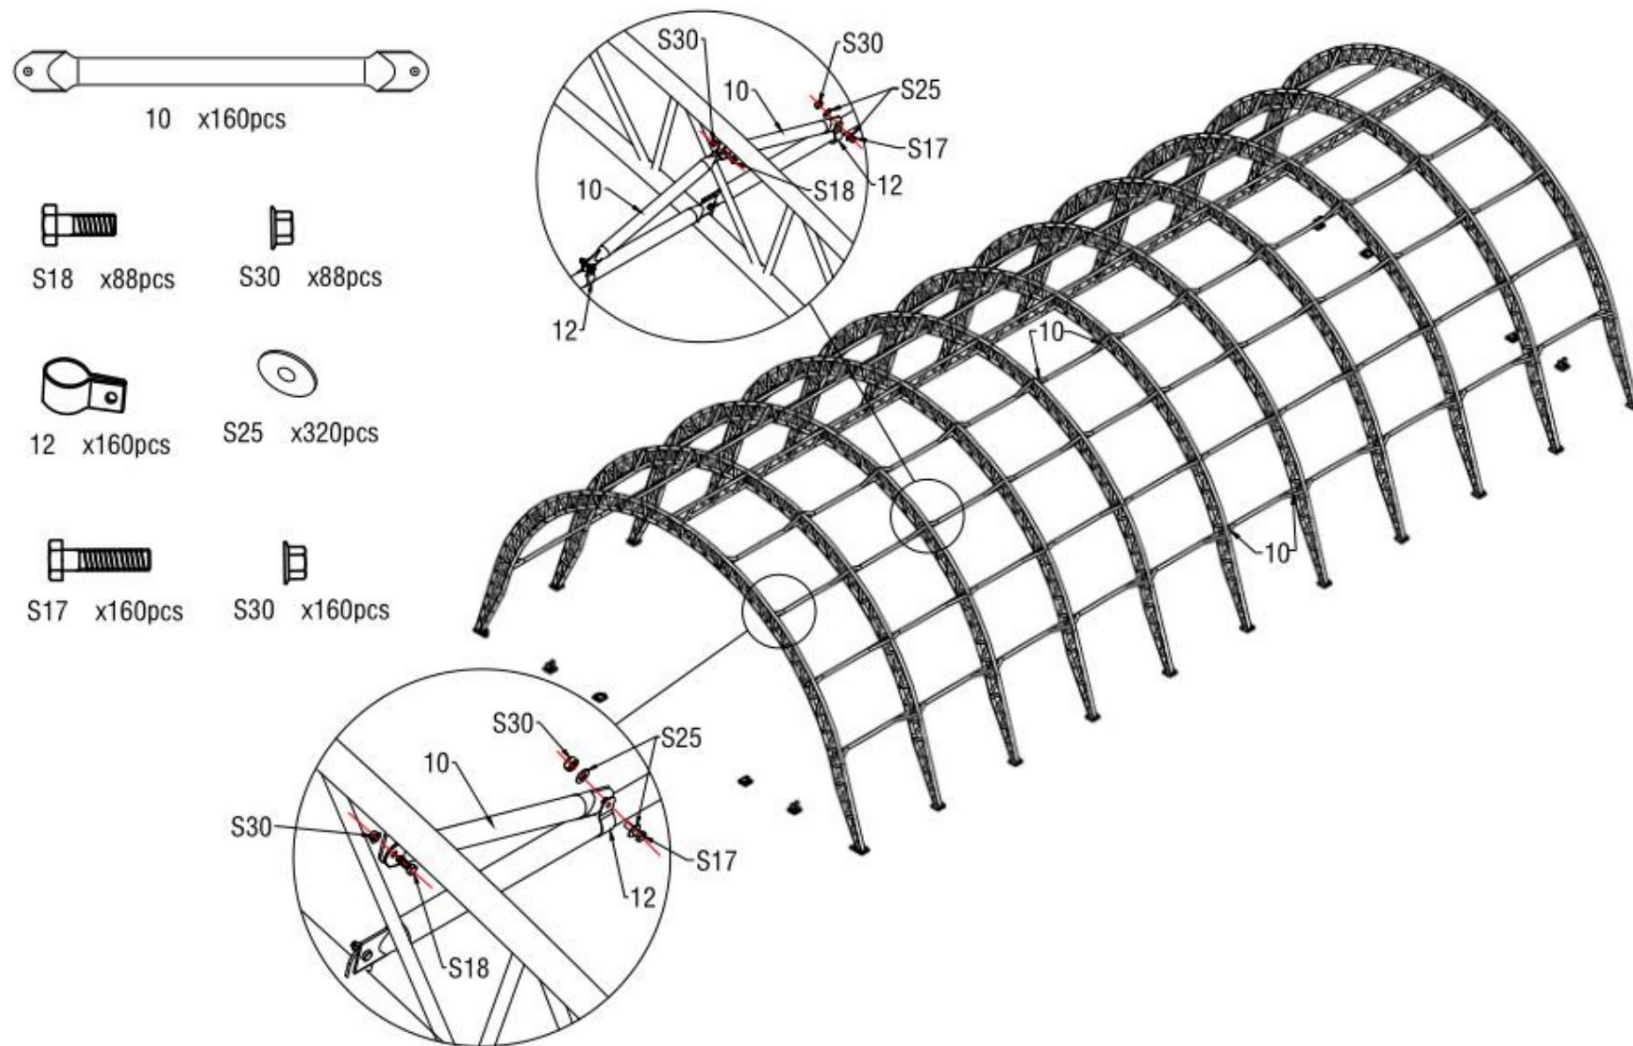 10 x160pcs
S18 x88pcs
S30 x88pcs
12 x160pcs
S25 x320pcs
S17 x160pcs
S30 x160pcs
S30
S30
10
S25
S17
S18
12
10
12
10
10
S30
S25
10
S30
S17
12
S18